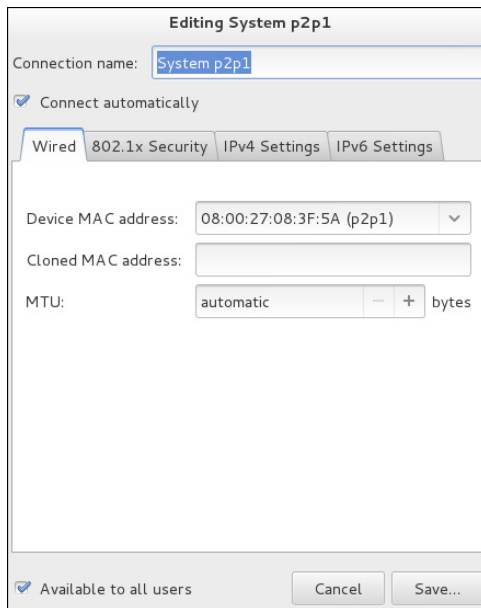 Editing System p2p1
Connection name: System p2p1
Connect automatically
Wired 802.1x Security IPv4 Settings IPv6 Settings
Device MAC address: 08:00:27:08:3F:5A (p2p1)
Cloned MAC address:
MTU: automatic − + bytes
Available to all users Cancel Save...